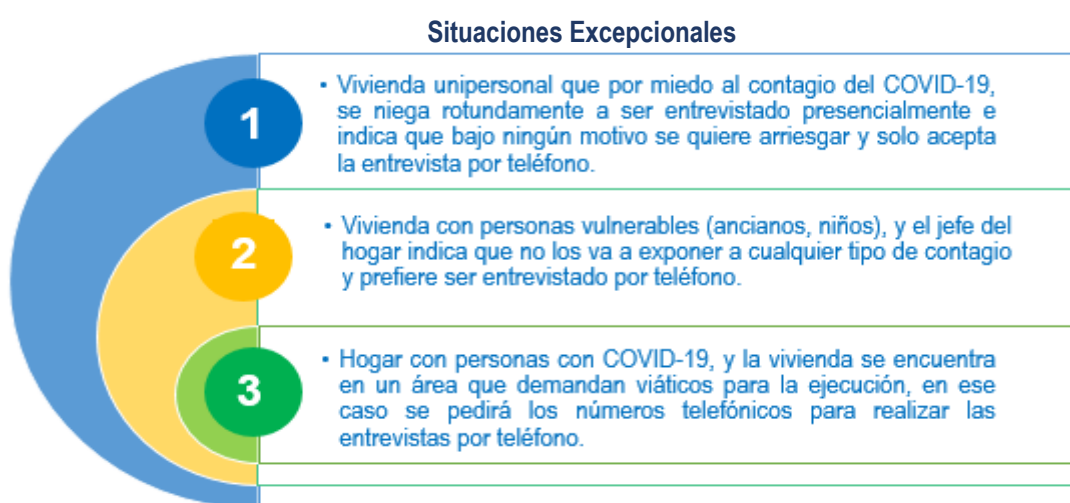 Situaciones Excepcionales
1
• Vivienda unipersonal que por miedo al contagio del COVID-19,
se niega rotundamente a ser entrevistado presencialmente e
indica que bajo ningún motivo se quiere arriesgar y solo acepta
la entrevista por teléfono.
2
• Vivienda con personas vulnerables (ancianos, niños), y el jefe del
hogar indica que no los va a exponer a cualquier tipo de contagio
y prefiere ser entrevistado por teléfono.
3
• Hogar con personas con COVID-19, y la vivienda se encuentra
en un área que demandan viáticos para la ejecución, en ese
caso se pedirá los números telefónicos para realizar las
entrevistas por teléfono.